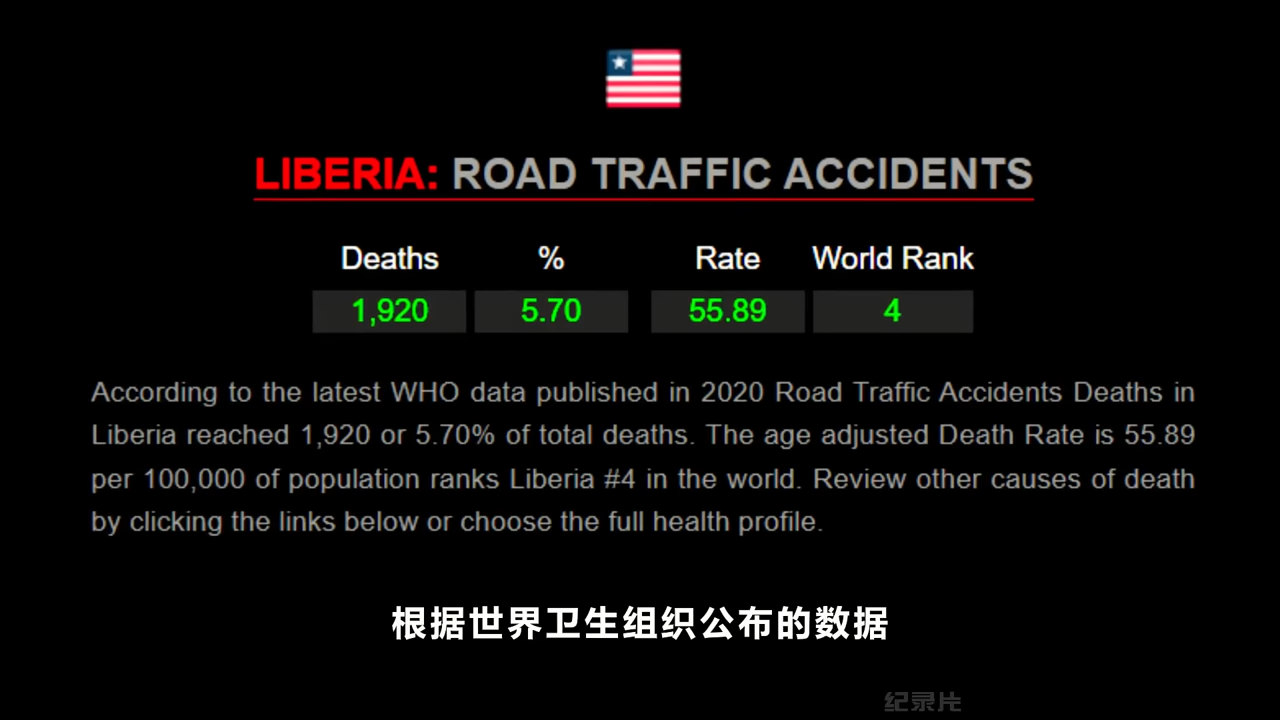 LIBERIA: ROAD TRAFFIC ACCIDENTS
Deaths % Rate World Rank
1,920 5.70 55.89 4
According to the latest WHO data published in 2020 Road Traffic Accidents Deaths in
Liberia reached 1,920 or 5.70% of total deaths. The age adjusted Death Rate is 55.89
per 100,000 of population ranks Liberia #4 in the world. Review other causes of death
by clicking the links below or choose the full health profile.
根据世界卫生组织公布的数据
纪录片